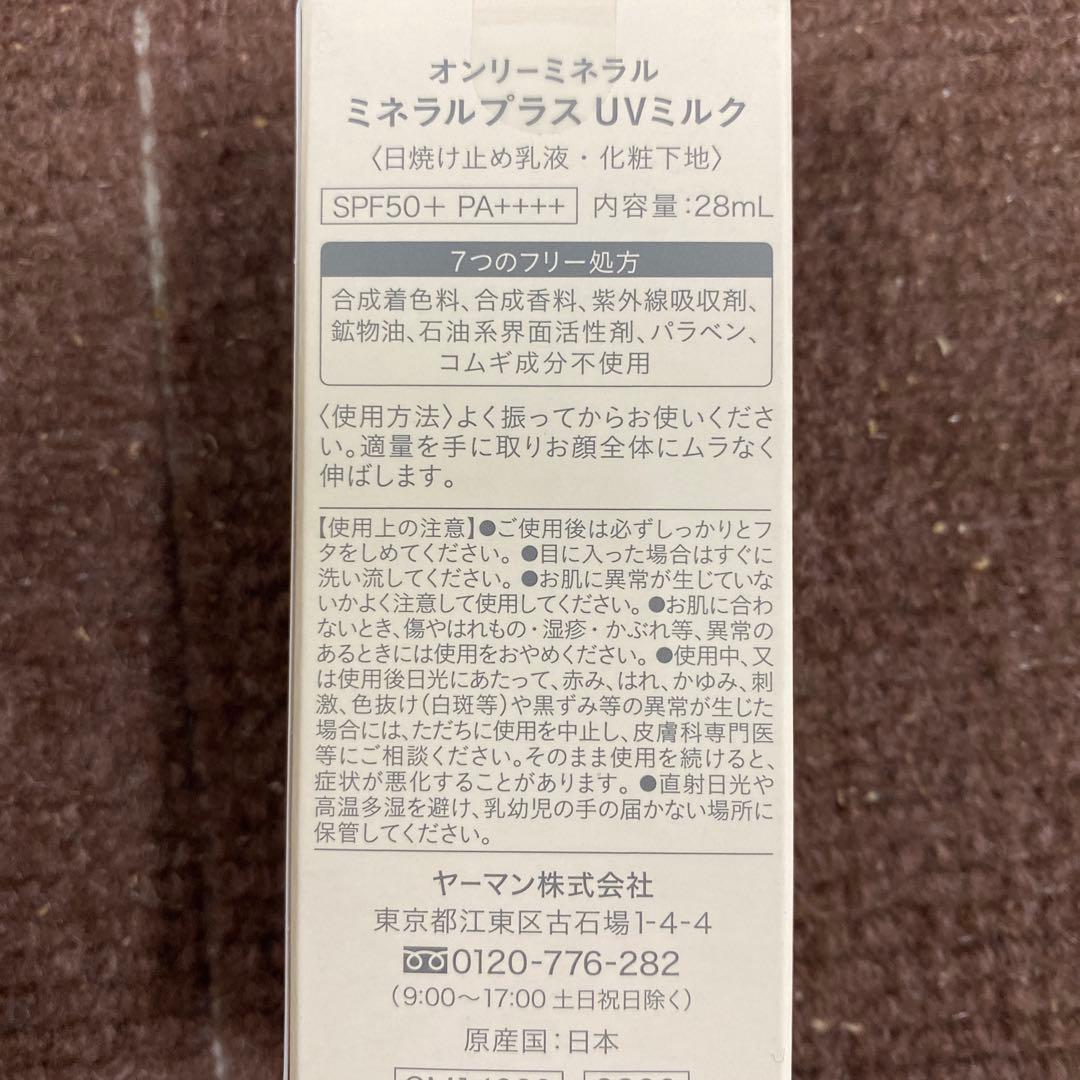 オンリーミネラル
ミネラルプラス UVミルク
〈日焼け止め乳液・化粧下地〉
SPF50＋ PA++++ 内容量：28mL
7つのフリー処方
合成着色料、合成香料、紫外線吸収剤、
鉱物油、石油系界面活性剤、パラベン、
コムギ成分不使用
〈使用方法〉よく振ってからお使いくださ
い。適量を手に取りお顔全体にムラなく
伸ばします。
【使用上の注意】●ご使用後は必ずしっかりとフ
タをしめてください。●目に入った場合はすぐに
洗い流してください。●お肌に異常が生じていな
いかよく注意して使用してください。●お肌に合わ
ないとき、傷やはれもの・湿疹・かぶれ等、異常の
あるときには使用をおやめください。●使用中、又
は使用後日光にあたって、赤み、はれ、かゆみ、刺
激、色抜け（白斑等）や黒ずみ等の異常が生じた
場合には、ただちに使用を中止し、皮膚科専門医
等にご相談ください。そのまま使用を続けると、
症状が悪化することがあります。●直射日光や
高温多湿を避け、乳幼児の手の届かない場所に
保管してください。
ヤーマン株式会社
東京都江東区古石場1-4-4
0120-776-282
（9:00～17:00 土日祝日除く）
原産国：日本